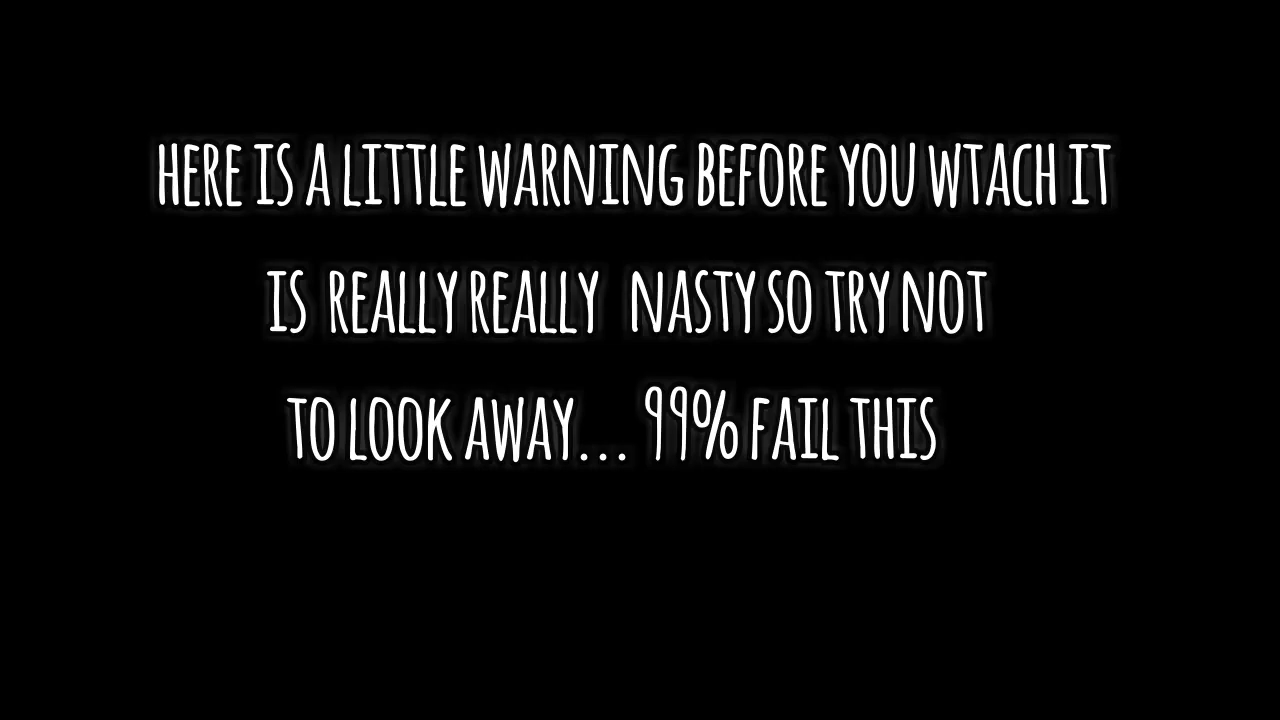 HERE IS A LITTLE WARNING BEFORE YOU WTACH IT
IS REALLY REALLY NASTY SO TRY NOT
TO LOOK AWAY... 99% FAIL THIS